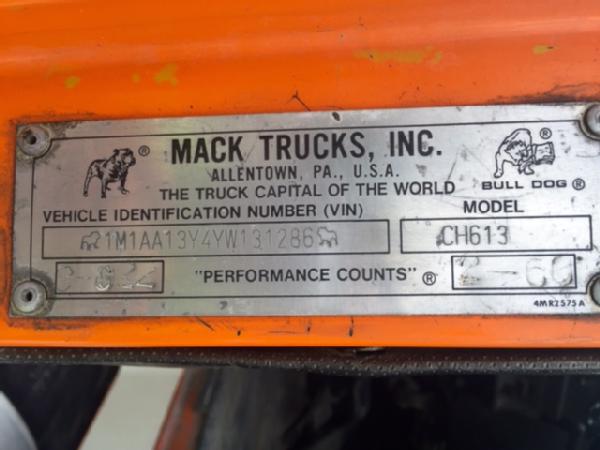 MACK TRUCKS, INC.
ALLENTOWN, PA., U.S.A.
THE TRUCK CAPITAL OF THE WORLD
BULL DOG ®
VEHICLE IDENTIFICATION NUMBER (VIN) MODEL
1M1AA13Y4YW131286 CH613
"PERFORMANCE COUNTS" ®
4MR2575A